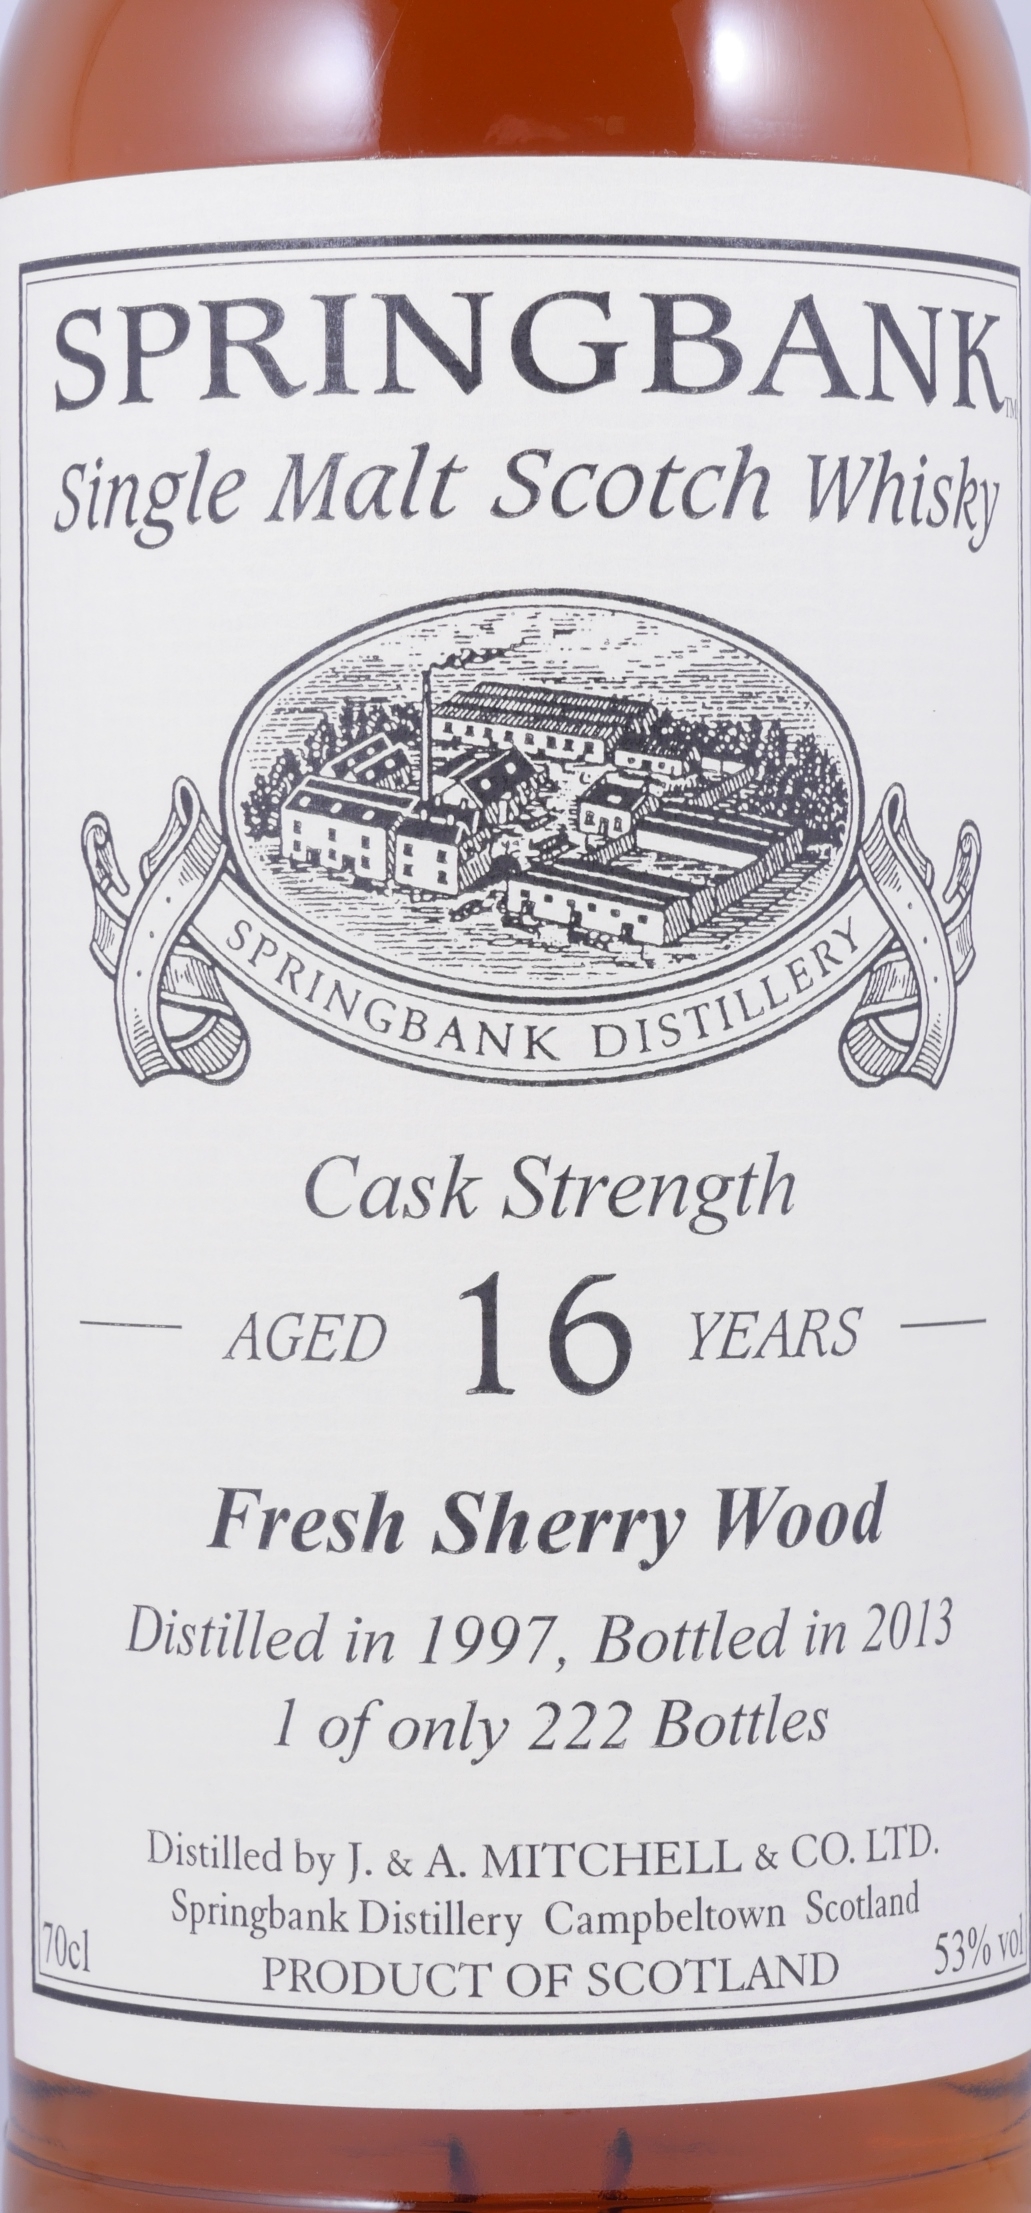 SPRINGBANK™
Single Malt Scotch Whisky
SPRINGBANK DISTILLERY
Cask Strength
AGED 16 YEARS
Fresh Sherry Wood
Distilled in 1997, Bottled in 2013
1 of only 222 Bottles
Distilled by J. & A. MITCHELL & CO. LTD.
Springbank Distillery Campbeltown Scotland
70cl PRODUCT OF SCOTLAND 53% vol